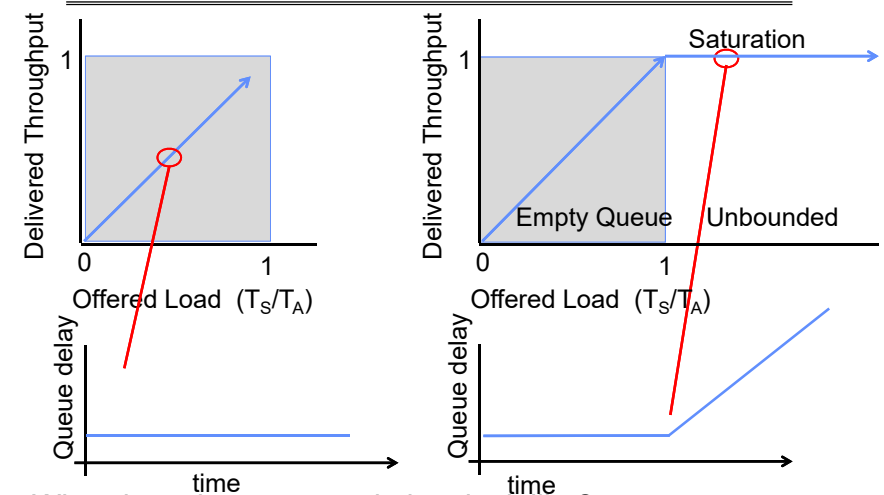 Delivered Throughput
1
0
1
Offered Load (TS/TA)
Queue delay
time
Delivered Throughput
1
Saturation
Empty Queue
Unbounded
0
1
Offered Load (TS/TA)
Queue delay
time